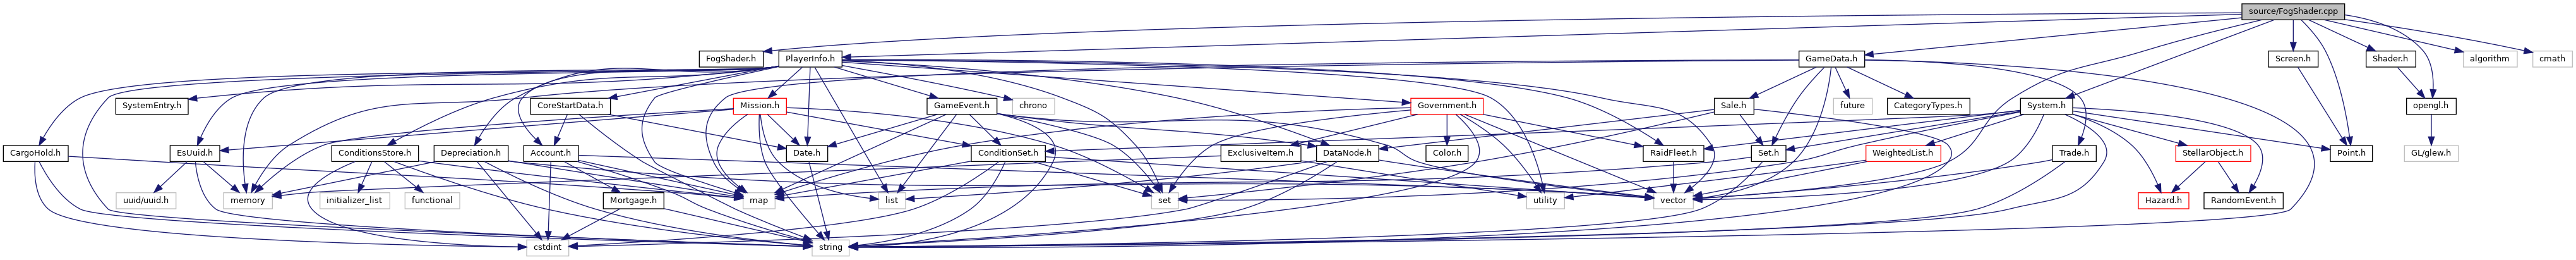 source/FogShader.cpp
FogShader.h
PlayerInfo.h
GameData.h
Screen.h
Shader.h
algorithm
cmath
SystemEntry.h
CoreStartData.h
Mission.h
GameEvent.h
chrono
Government.h
Sale.h
future
CategoryTypes.h
System.h
opengl.h
CargoHold.h
EsUuid.h
ConditionsStore.h
Depreciation.h
Account.h
Date.h
ConditionSet.h
ExclusiveItem.h
DataNode.h
Color.h
RaidFleet.h
Set.h
WeightedList.h
Trade.h
StellarObject.h
Point.h
GL/glew.h
uuid/uuid.h
memory
initializer_list
functional
Mortgage.h
map
list
set
utility
vector
Hazard.h
RandomEvent.h
cstdint
string